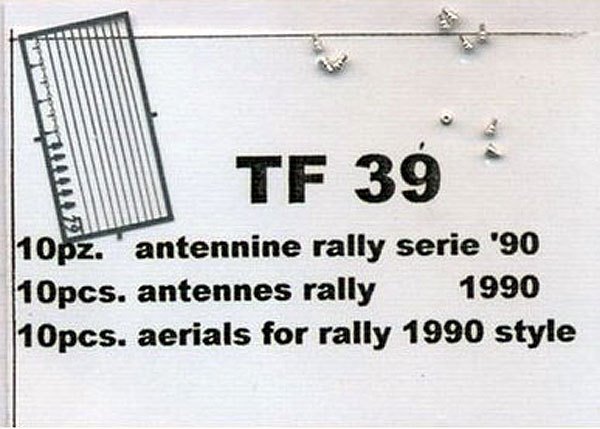 TF 39
10pz. antennine rally serie '90
10pcs. antennes rally 1990
10pcs. aerials for rally 1990 style